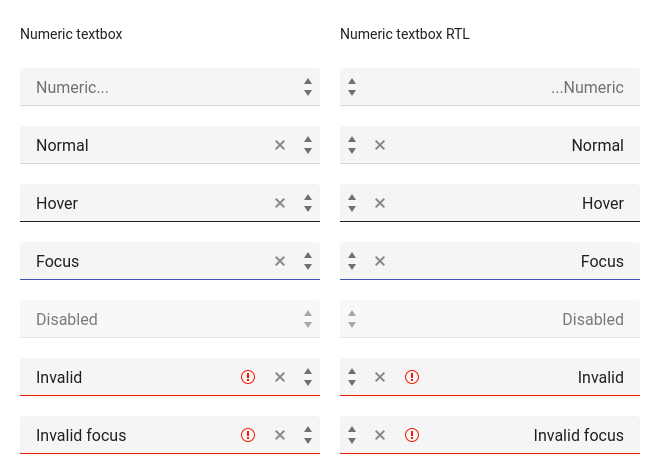 Numeric textbox
Numeric...
Normal
Hover
Focus
Disabled
Invalid
Invalid focus
Numeric textbox RTL
...Numeric
Normal
Hover
Focus
Disabled
Invalid
Invalid focus